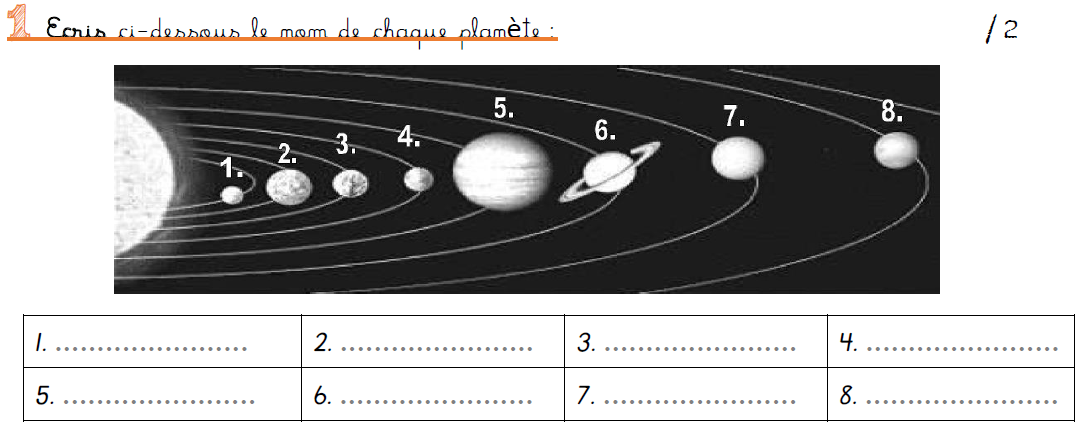 1 Ecris ci-dessous le nom de chaque planète : / 2
1. 2. 3. 4. 5. 6. 7. 8.
1. ........................ 2. ........................ 3. ........................ 4. ........................
5. ........................ 6. ........................ 7. ........................ 8. ........................